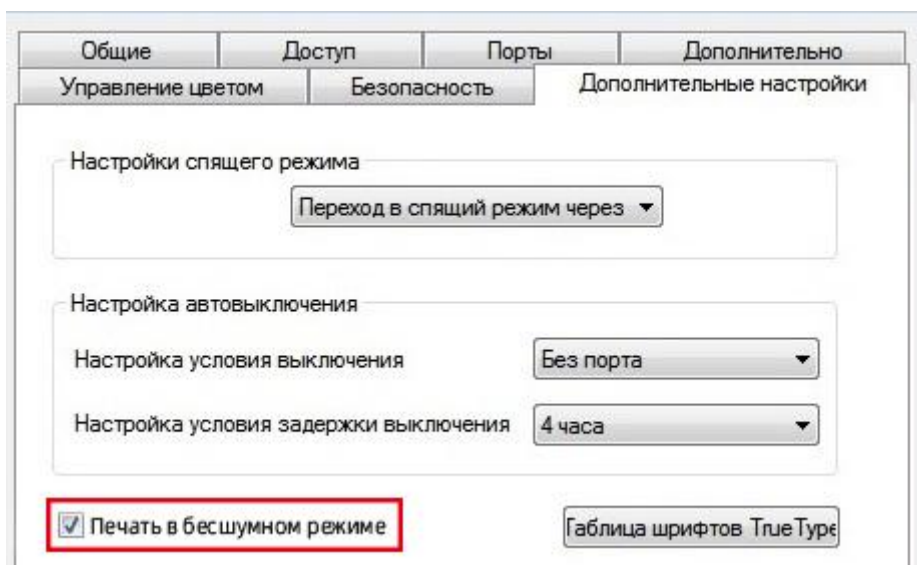 Общие Доступ Порты Дополнительно
Управление цветом Безопасность Дополнительные настройки
Настройки спящего режима
Переход в спящий режим через
Настройка автовыключения
Настройка условия выключения Без порта
Настройка условия задержки выключения 4 часа
Печать в бесшумном режиме Таблица шрифтов TrueType